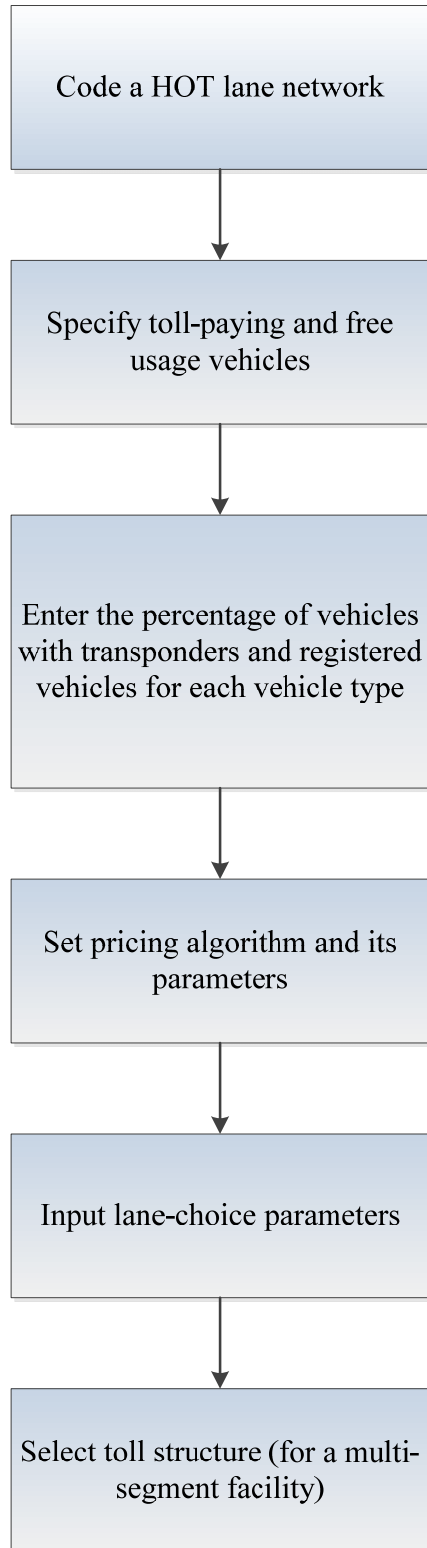 Code a HOT lane network
Specify toll-paying and free
usage vehicles
Enter the percentage of vehicles
with transponders and registered
vehicles for each vehicle type
Set pricing algorithm and its
parameters
Input lane-choice parameters
Select toll structure (for a multi-
segment facility)